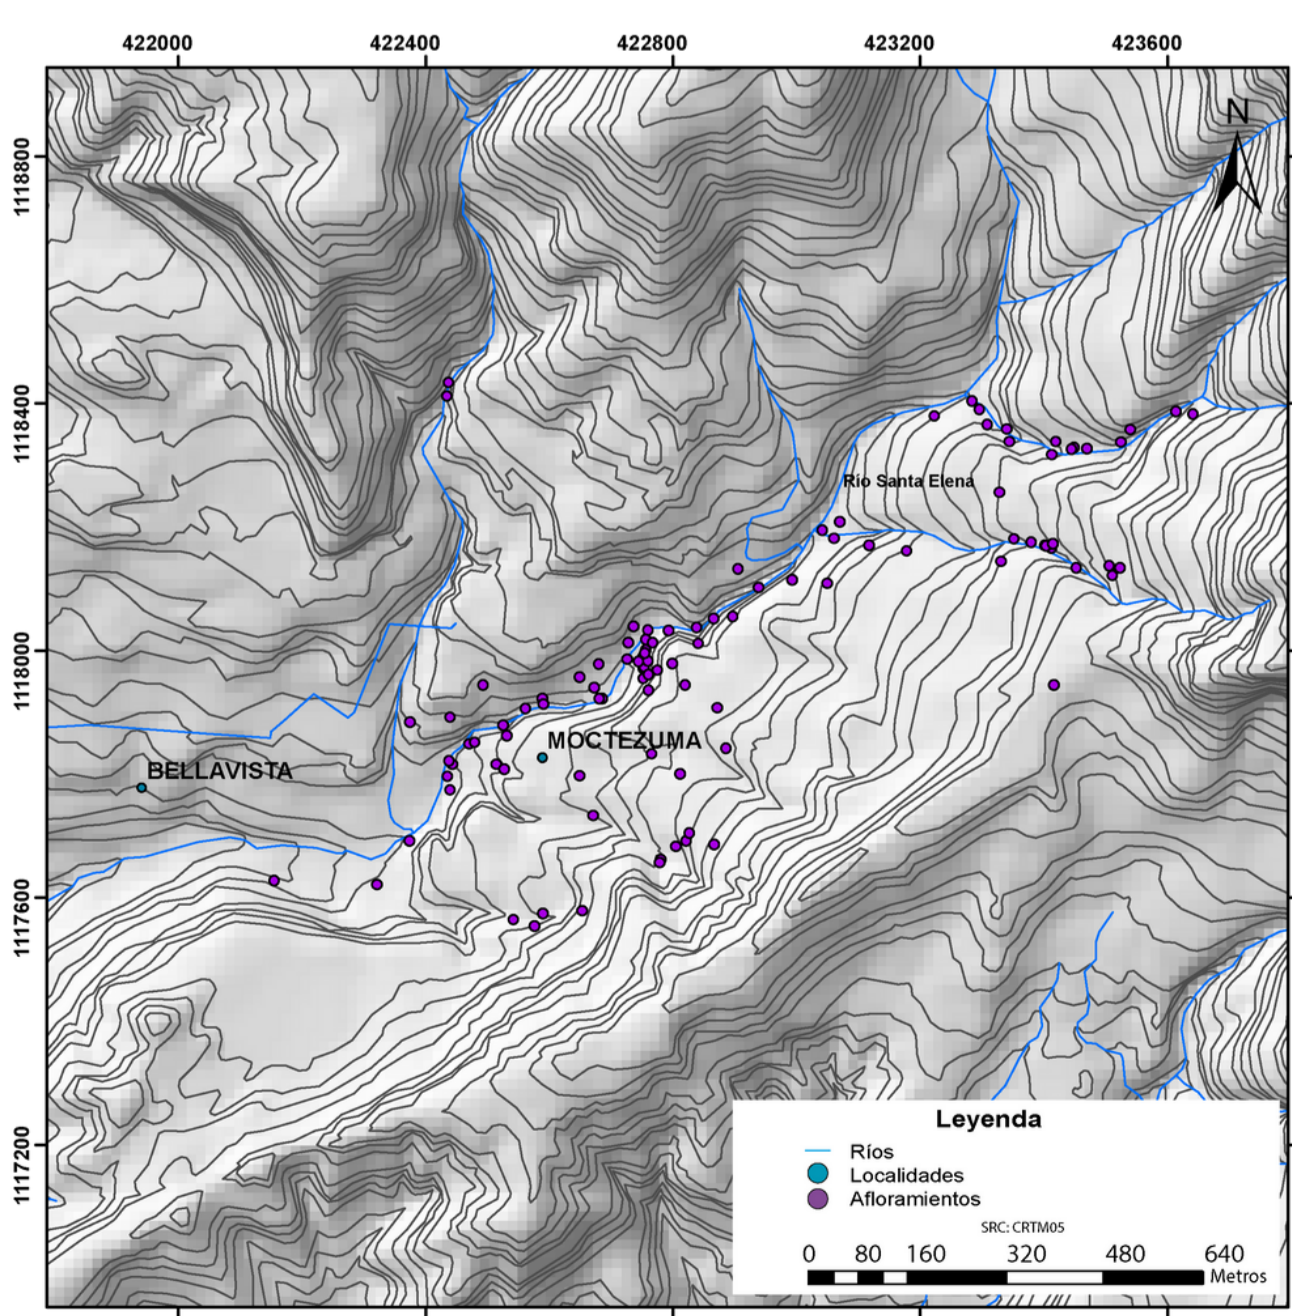 422000 422400 422800 423200 423600
N
1118800
1118400
Río Santa Elena
1118000
MOCTEZUMA
BELLAVISTA
1117600
1117200
Leyenda
Ríos
Localidades
Afloramientos
SRC: CRTM05
0 80 160 320 480 640
Metros